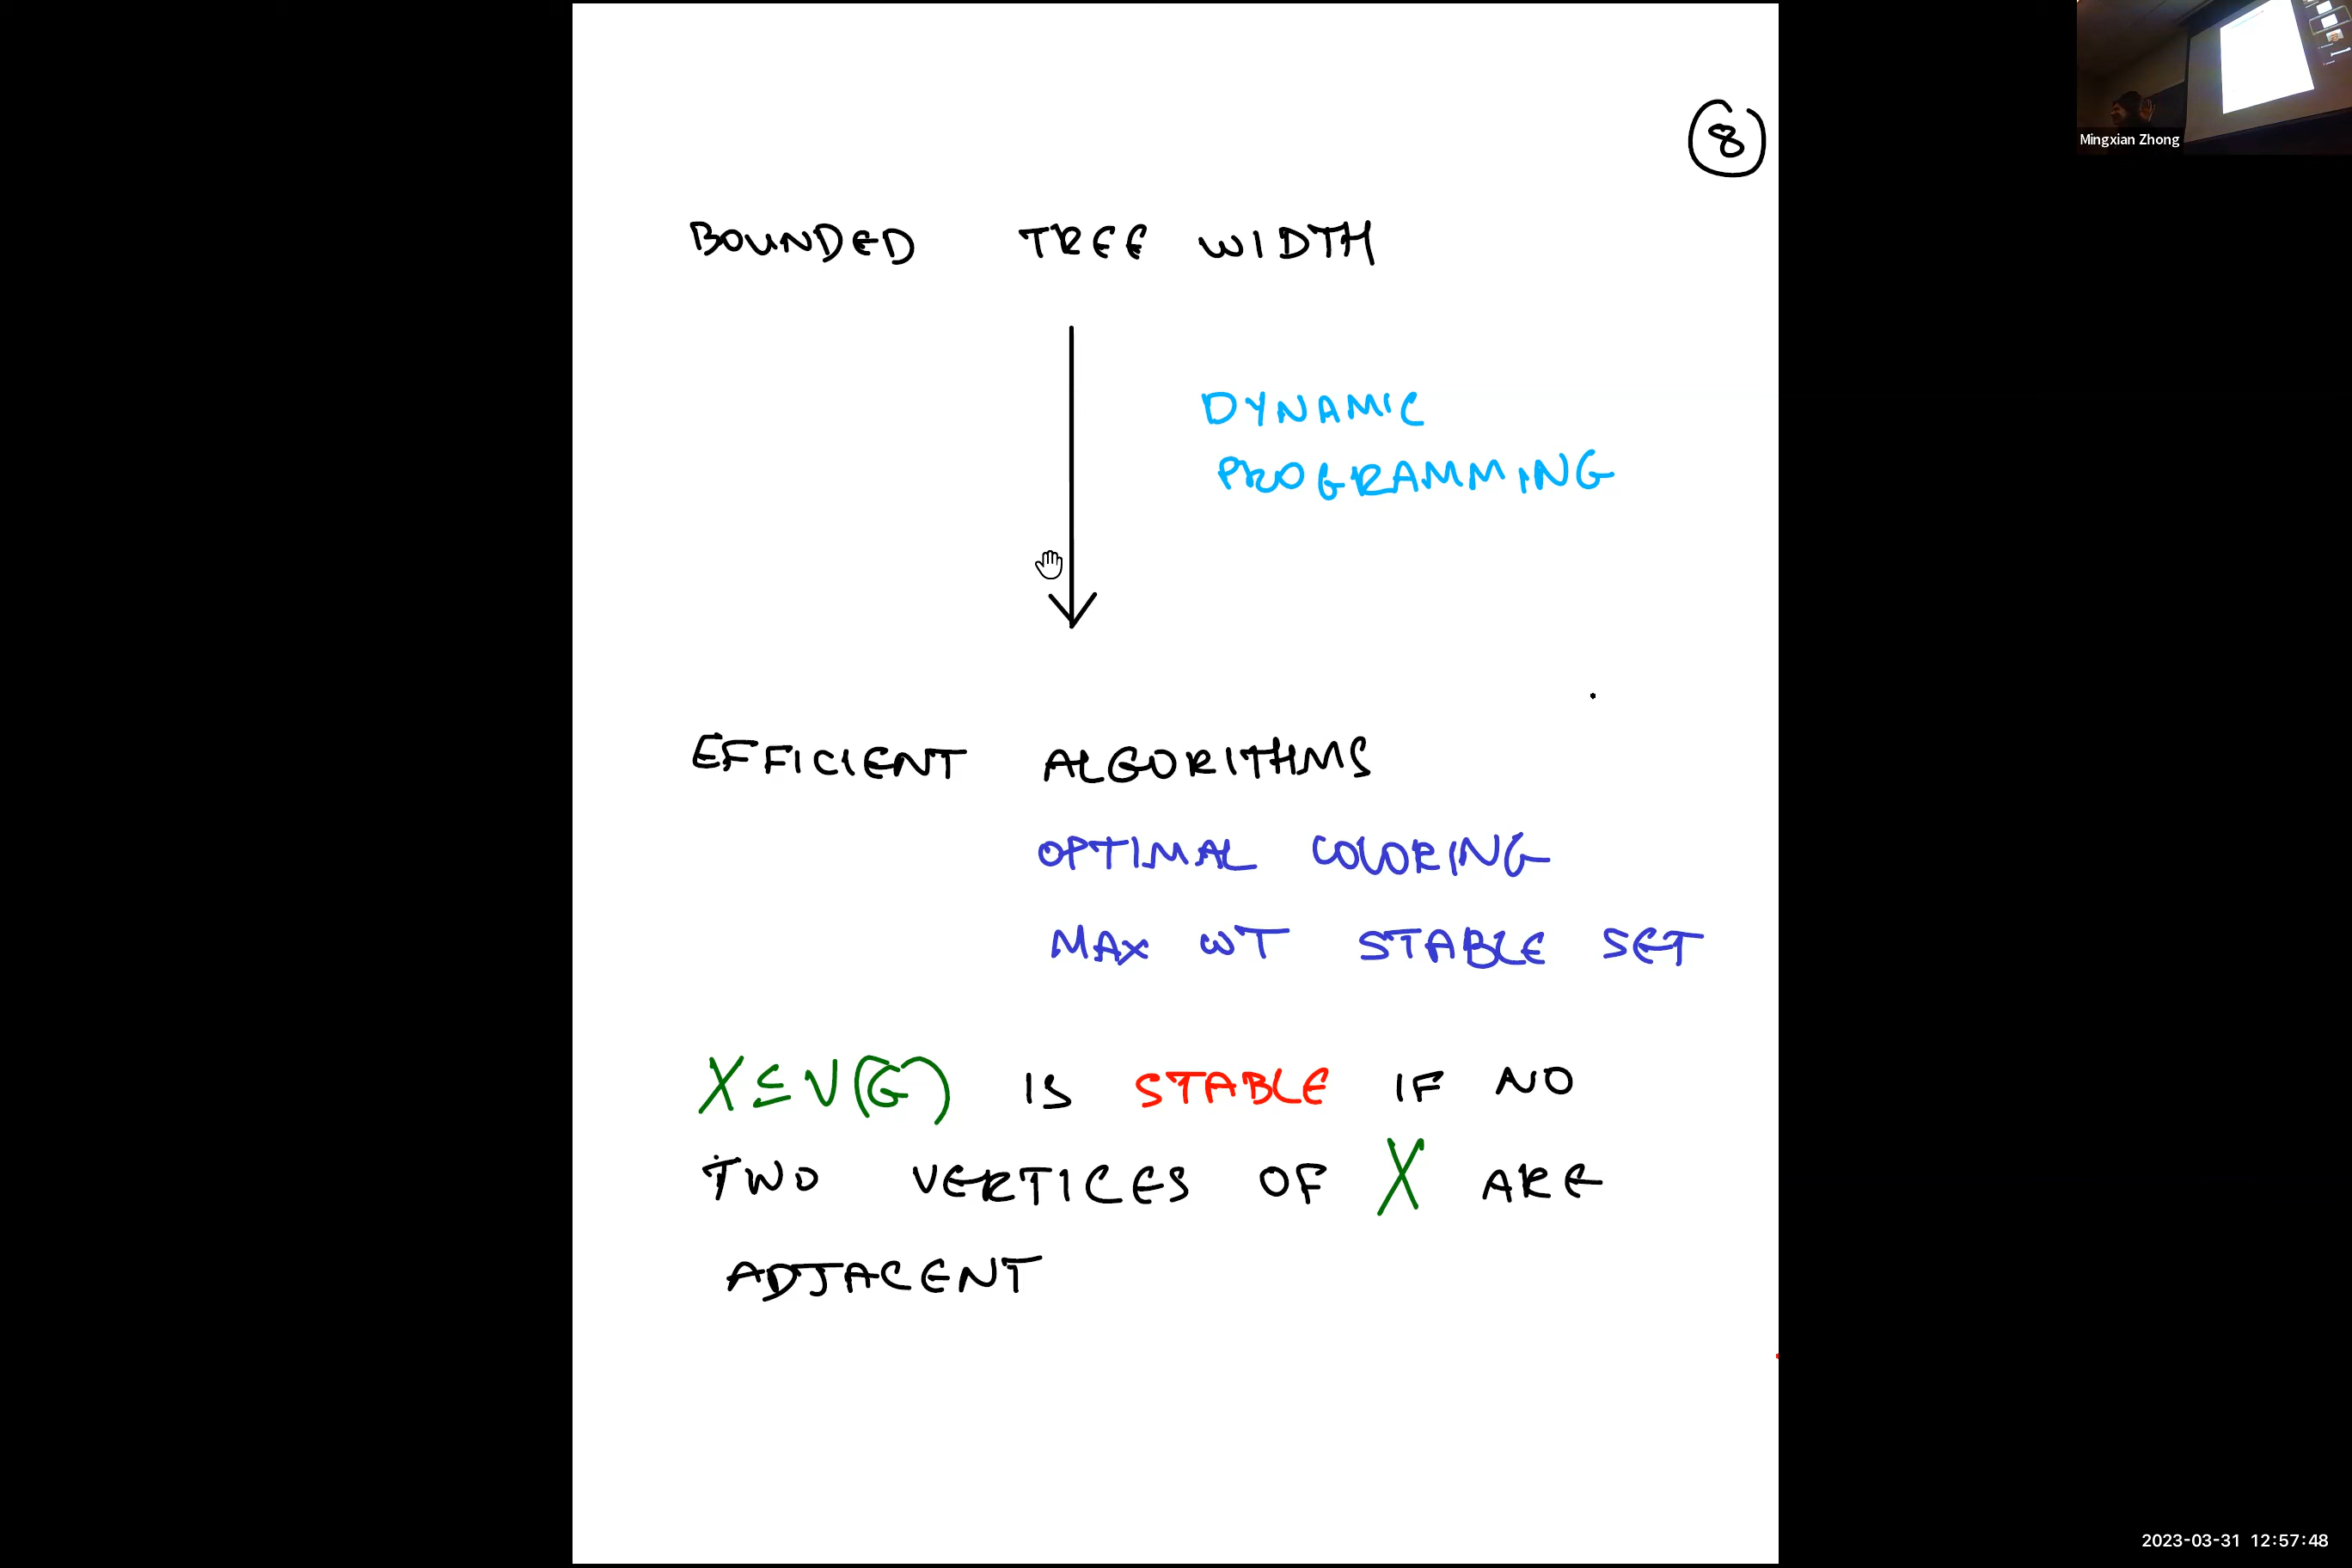 8
BOUNDED TREE WIDTH
DYNAMIC
PROGRAMMING
EFFICIENT ALGORITHMS
OPTIMAL COLORING
MAX WT STABLE SET
X ⊆ V(G) IS STABLE IF NO
TWO VERTICES OF X ARE
ADJACENT
Mingxian Zhong
2023-03-31 12:57:48